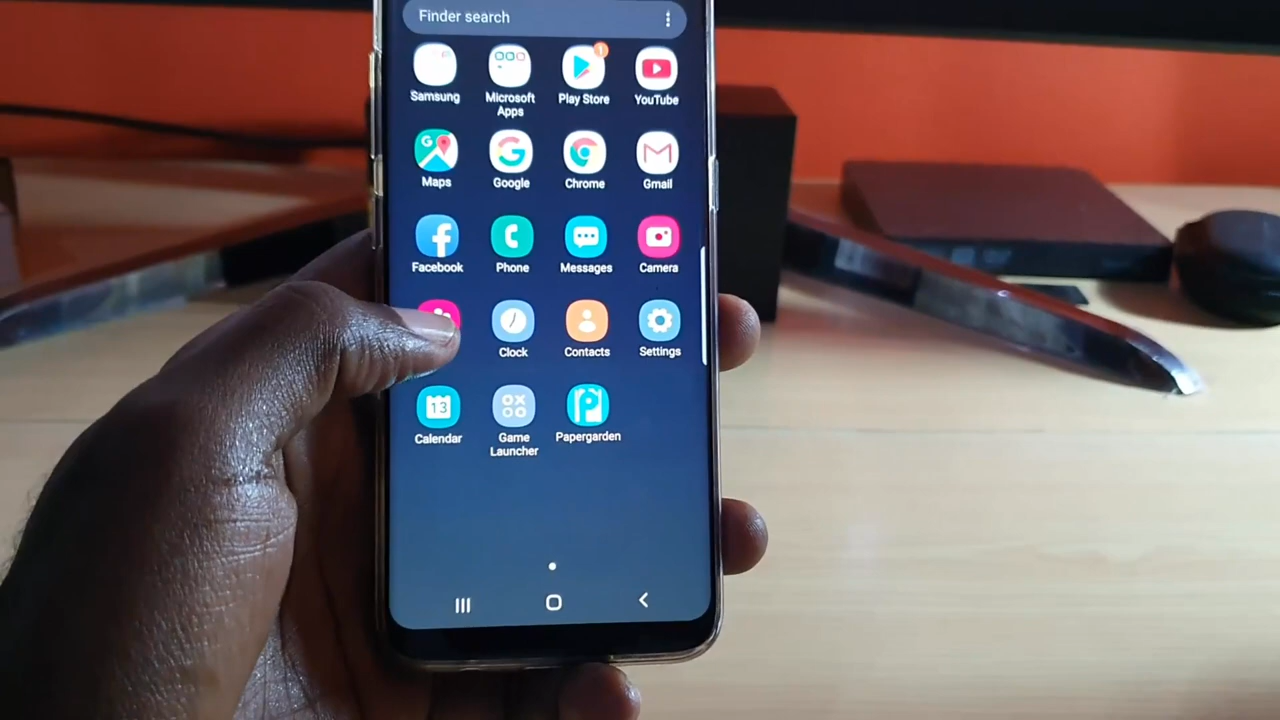 Finder search
Samsung
Microsoft
Apps
Play Store
1
YouTube
Maps
Google
Chrome
Gmail
Facebook
Phone
Messages
Camera
Clock
Contacts
Settings
13
Calendar
Game
Launcher
Papergarden